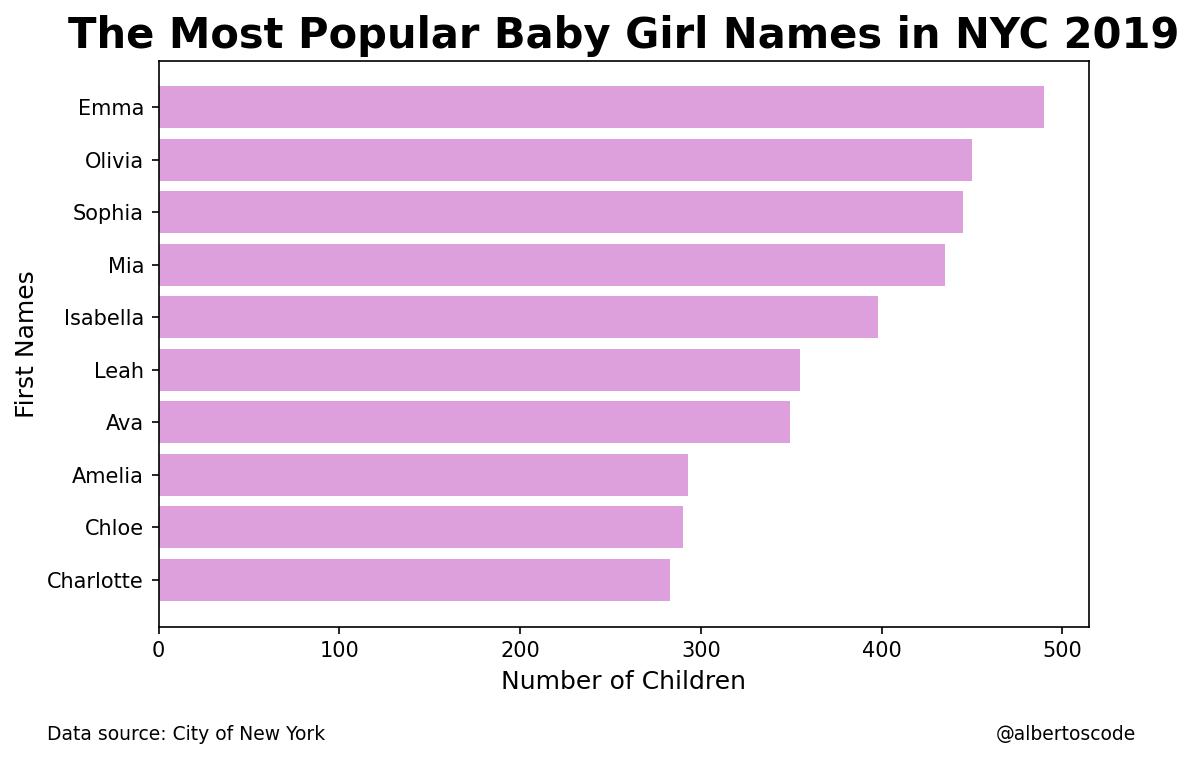 The Most Popular Baby Girl Names in NYC 2019
First Names
Emma
Olivia
Sophia
Mia
Isabella
Leah
Ava
Amelia
Chloe
Charlotte
0 100 200 300 400 500
Number of Children
Data source: City of New York
@albertoscode